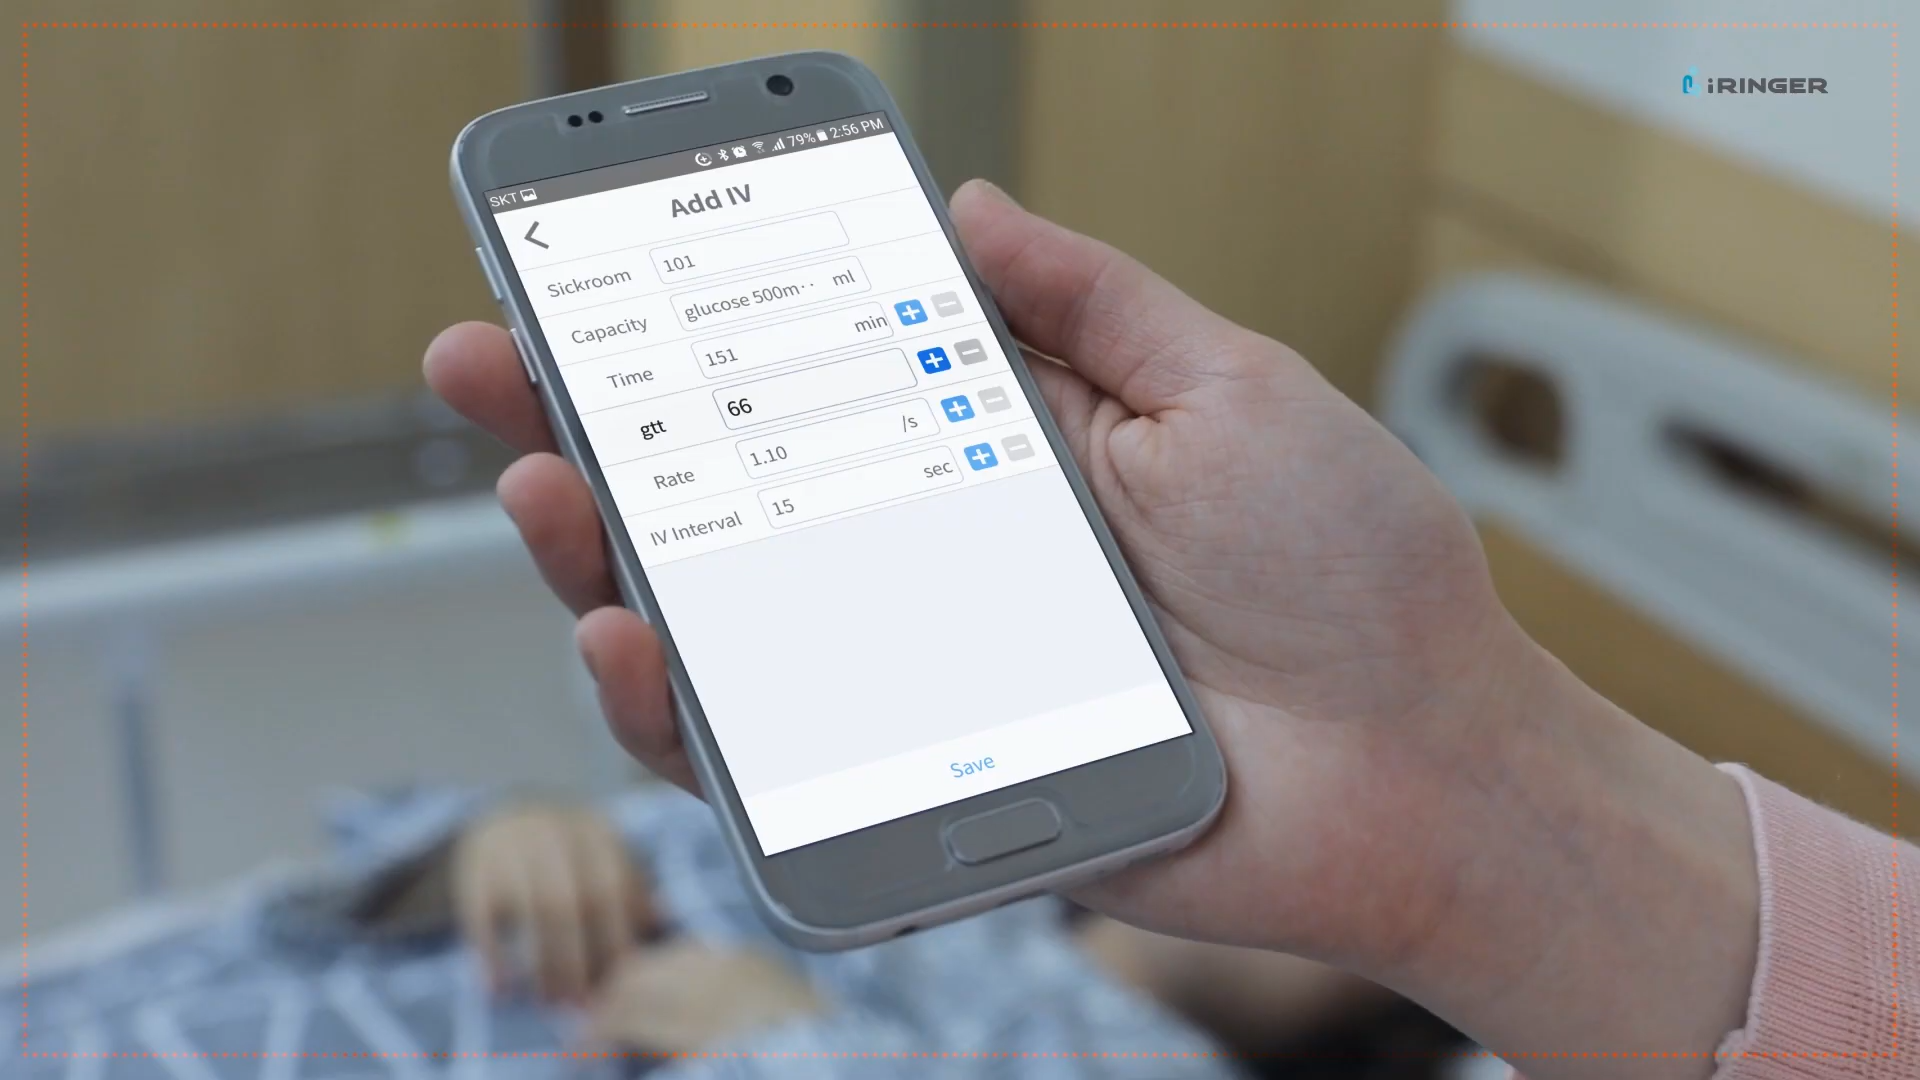 iRINGER
SKT 79% 2:56 PM
Add IV
Sickroom 101
Capacity glucose 500m·· ml
Time 151 min
gtt 66
Rate 1.10 /s
IV Interval 15 sec
Save